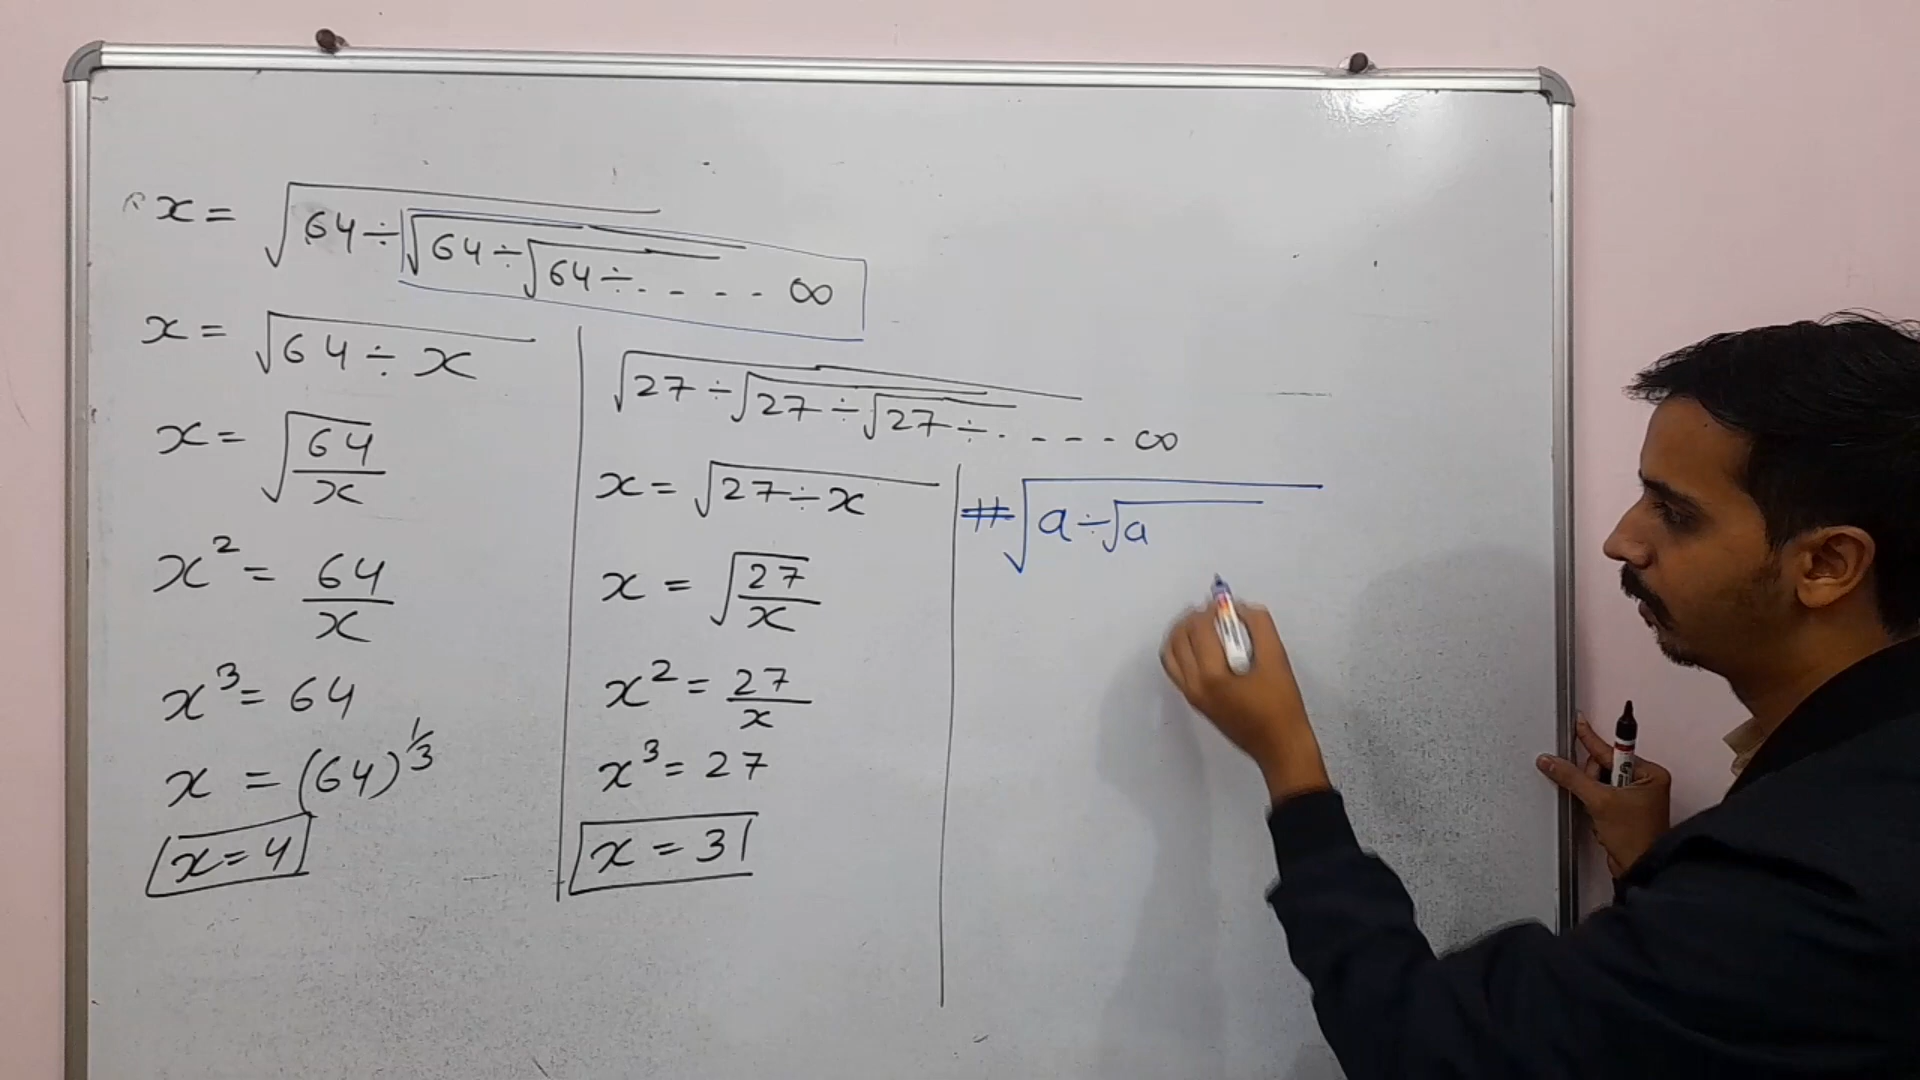 x = √64÷√64÷√64÷.... ∞
x = √64÷x
x = √64/x
x² = 64/x
x³ = 64
x = (64)^1/3
x = 4
√27÷√27÷√27÷..... ∞
x = √27÷x
x = √27/x
x² = 27/x
x³ = 27
x = 3
# √a÷√a